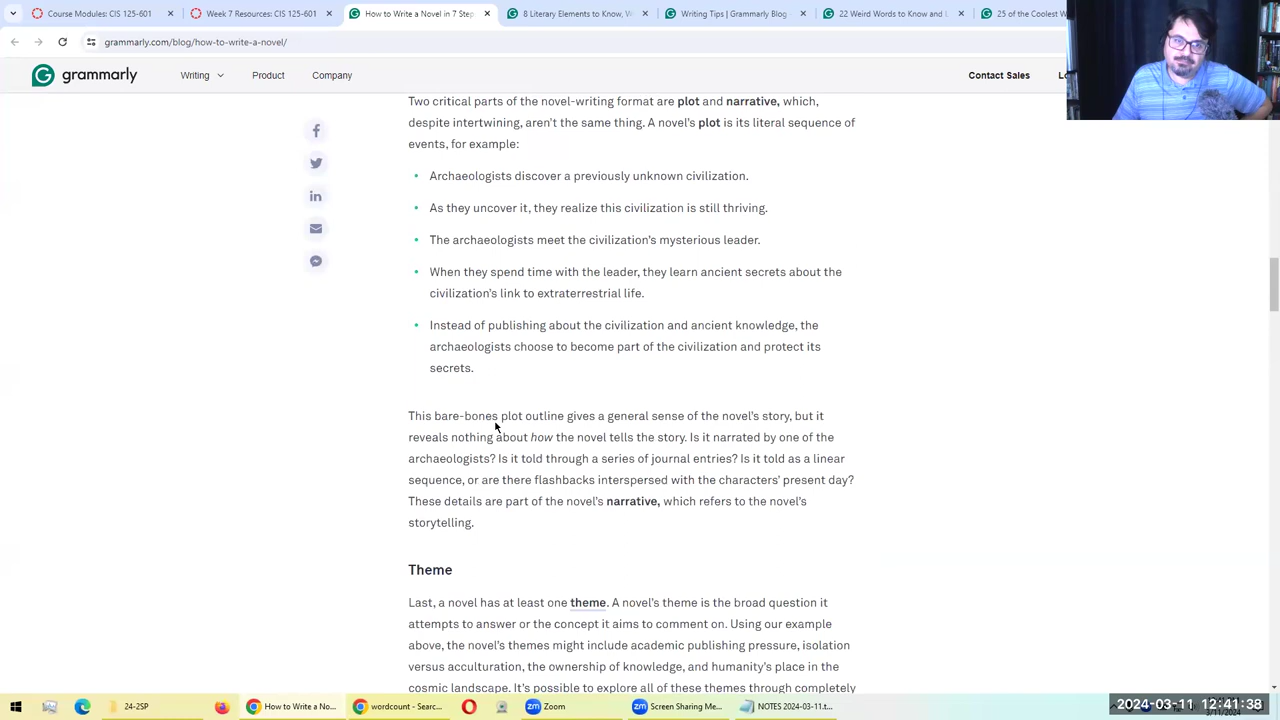 Course Modules: CIS 125-601
Week 7 Resources: CIS 125-601
How to Write a Novel in 7 Step
8 Literary Elements to Know, W
Writing Tips | Grammarly Blog
22 Weird Words to Know and L
25 of the Coolest W
grammarly.com/blog/how-to-write-a-novel/
grammarly
Writing
Product
Company
Contact Sales
Two critical parts of the novel-writing format are plot and narrative, which,
despite intertwining, aren't the same thing. A novel's plot is its literal sequence of
events, for example:
• Archaeologists discover a previously unknown civilization.
• As they uncover it, they realize this civilization is still thriving.
• The archaeologists meet the civilization's mysterious leader.
• When they spend time with the leader, they learn ancient secrets about the
civilization's link to extraterrestrial life.
• Instead of publishing about the civilization and ancient knowledge, the
archaeologists choose to become part of the civilization and protect its
secrets.
This bare-bones plot outline gives a general sense of the novel's story, but it
reveals nothing about how the novel tells the story. Is it narrated by one of the
archaeologists? Is it told through a series of journal entries? Is it told as a linear
sequence, or are there flashbacks interspersed with the characters' present day?
These details are part of the novel's narrative, which refers to the novel's
storytelling.
Theme
Last, a novel has at least one theme. A novel's theme is the broad question it
attempts to answer or the concept it aims to comment on. Using our example
above, the novel's themes might include academic publishing pressure, isolation
versus acculturation, the ownership of knowledge, and humanity's place in the
cosmic landscape. It's possible to explore all of these themes through completely
24-SP
How to Write a No...
wordcount - Searc...
Zoom
Screen Sharing Me...
NOTES 2024-03-11.t...
2024-03-11 12:41:38